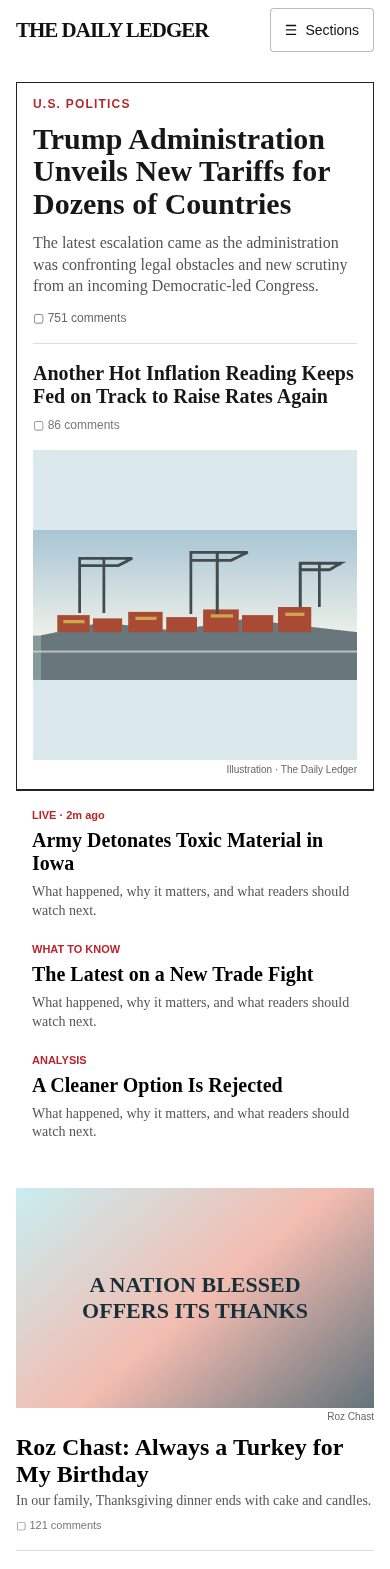 THE DAILY LEDGER
☰ Sections
U.S. POLITICS
Trump Administration
Unveils New Tariffs for
Dozens of Countries
The latest escalation came as the administration
was confronting legal obstacles and new scrutiny
from an incoming Democratic-led Congress.
▢ 751 comments
Another Hot Inflation Reading Keeps
Fed on Track to Raise Rates Again
▢ 86 comments
Illustration · The Daily Ledger
LIVE · 2m ago
Army Detonates Toxic Material in
Iowa
What happened, why it matters, and what readers should
watch next.
WHAT TO KNOW
The Latest on a New Trade Fight
What happened, why it matters, and what readers should
watch next.
ANALYSIS
A Cleaner Option Is Rejected
What happened, why it matters, and what readers should
watch next.
A NATION BLESSED
OFFERS ITS THANKS
Roz Chast
Roz Chast: Always a Turkey for
My Birthday
In our family, Thanksgiving dinner ends with cake and candles.
▢ 121 comments